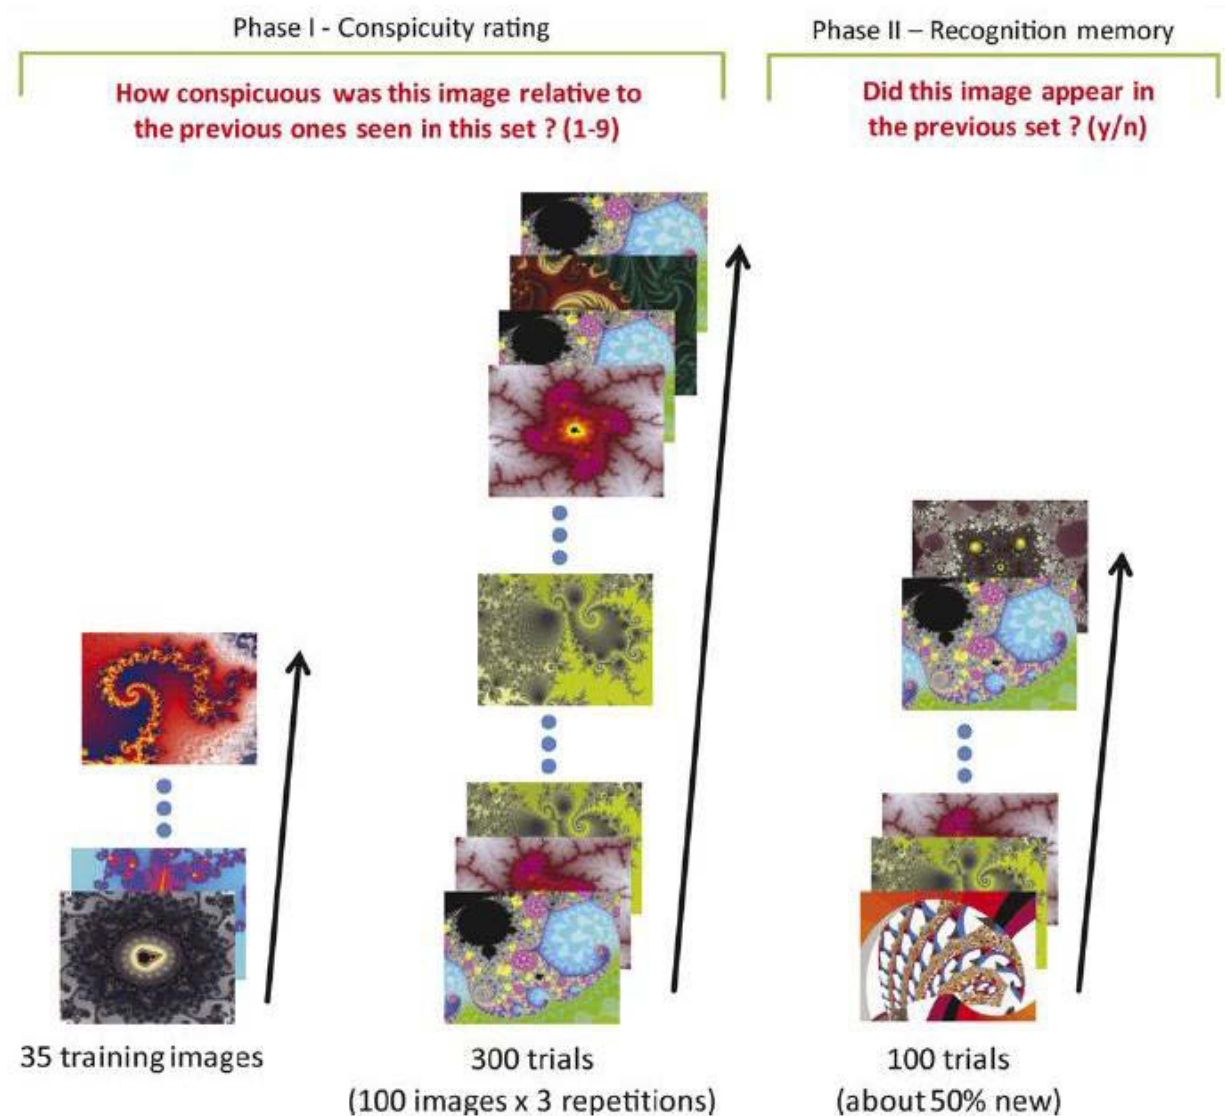 Phase I - Conspicuity rating
How conspicuous was this image relative to
the previous ones seen in this set ? (1-9)
Phase II – Recognition memory
Did this image appear in
the previous set ? (y/n)
35 training images
300 trials
(100 images x 3 repetitions)
100 trials
(about 50% new)